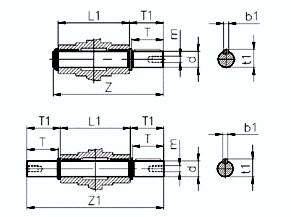 L1 T1 b1
T m d t1
Z
T1 L1 T1 b1
T T m d t1
Z1